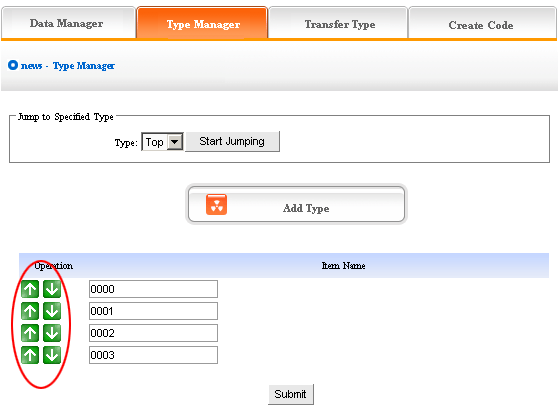 Data Manager Type Manager Transfer Type Create Code
news - Type Manager
Jump to Specified Type
Type: Top Start Jumping
Add Type
Operation Item Name
0000
0001
0002
0003
Submit